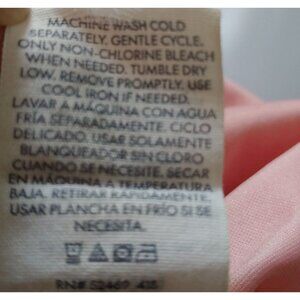 MACHINE WASH COLD
SEPARATELY. GENTLE CYCLE.
ONLY NON-CHLORINE BLEACH
WHEN NEEDED. TUMBLE DRY
LOW. REMOVE PROMPTLY. USE
COOL IRON IF NEEDED.
LAVAR A MÁQUINA CON AGUA
FRÍA SEPARADAMENTE. CICLO
DELICADO. USAR SOLAMENTE
BLANQUEADOR SIN CLORO
CUANDO SE NECESITE. SECAR
EN MÁQUINA A TEMPERATURA
BAJA. RETIRAR RÁPIDAMENTE.
USAR PLANCHA EN FRÍO SI SE
NECESITA.
RN# 52469